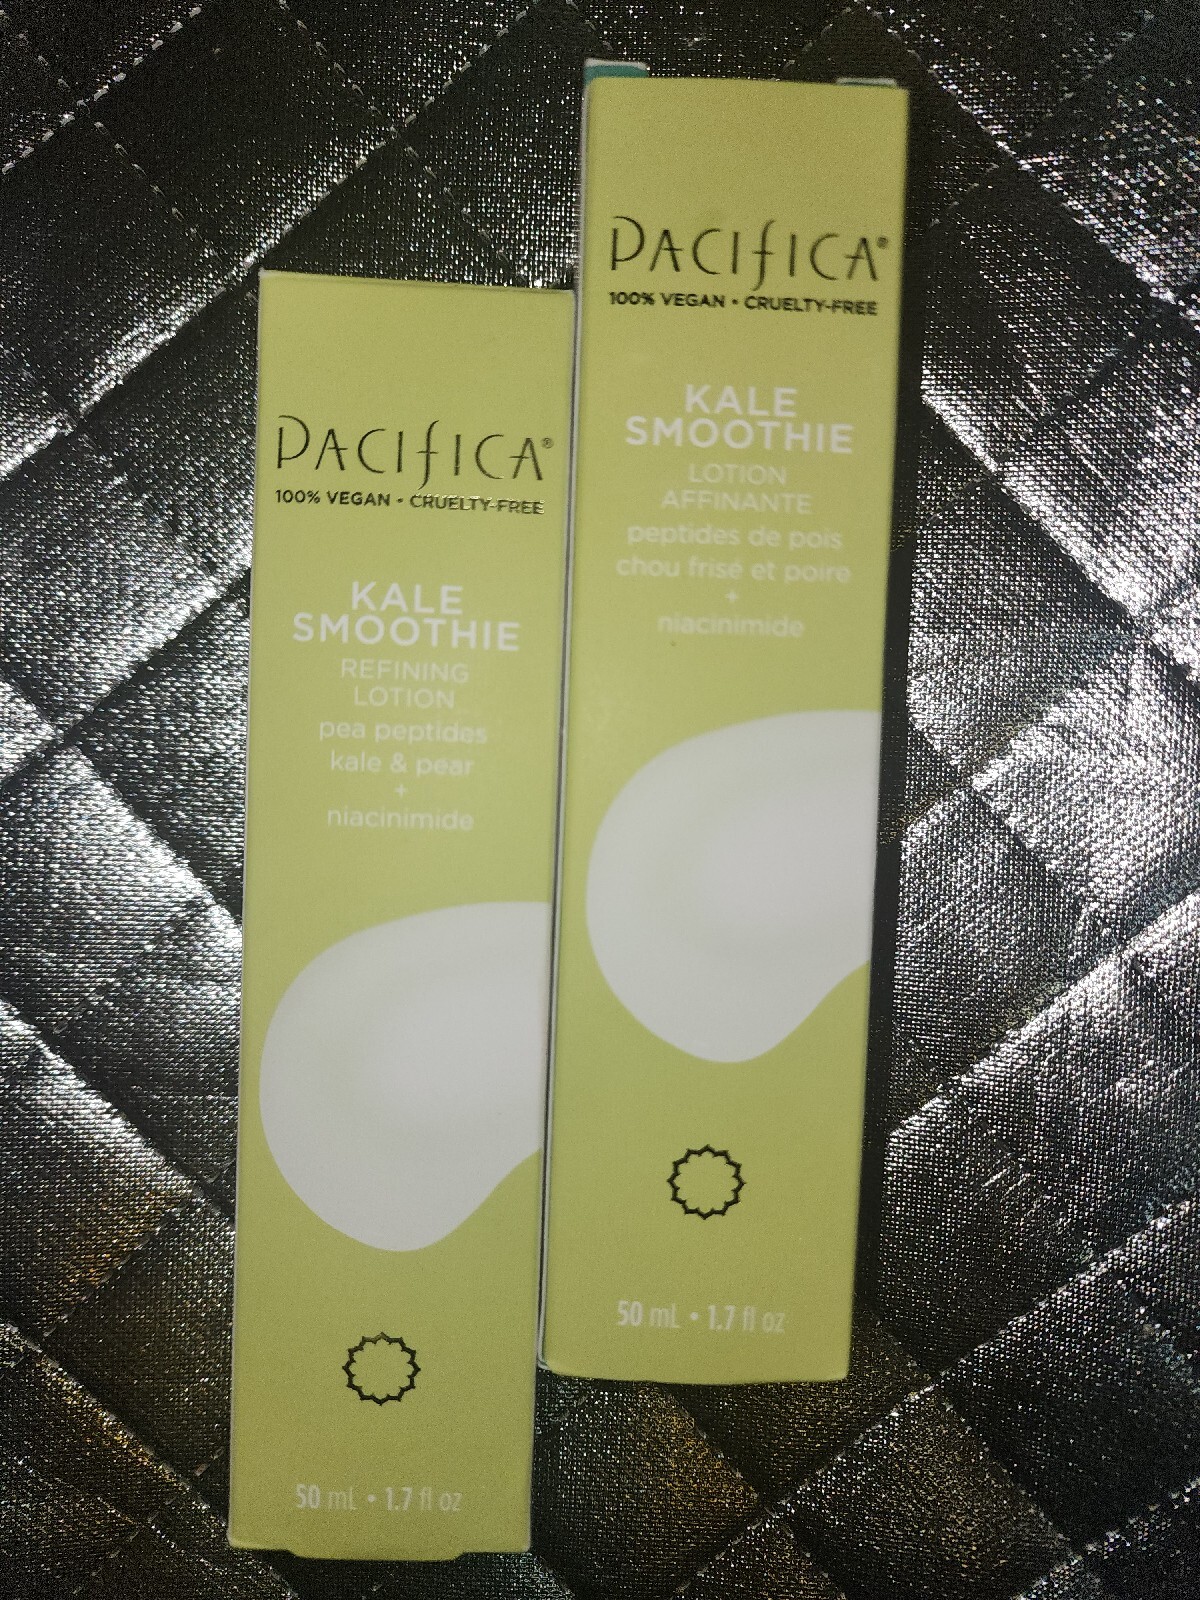 PACIFICA®
100% VEGAN • CRUELTY-FREE
KALE
SMOOTHIE
REFINING
LOTION
pea peptides
kale & pear
+
niacinimide
50 mL • 1.7 fl oz
PACIFICA®
100% VEGAN • CRUELTY-FREE
KALE
SMOOTHIE
LOTION
AFFINANTE
peptides de pois
chou frisé et poire
+
niacinimide
50 mL • 1.7 fl oz